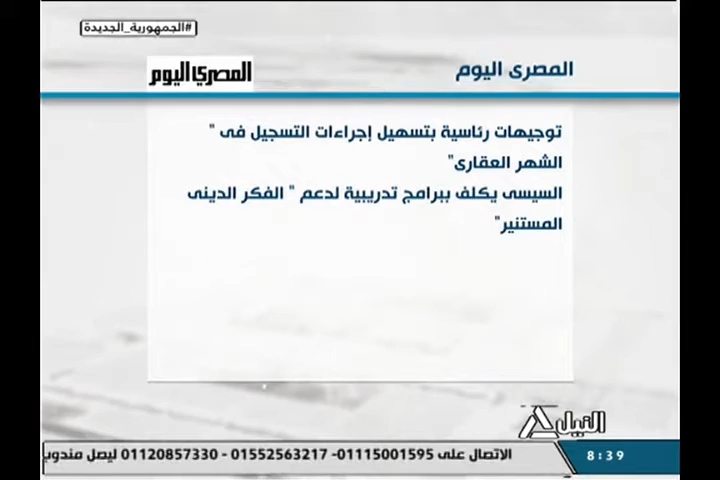 #الجمهورية_الجديدة
المصرى اليوم
المصري اليوم
توجيهات رئاسية بتسهيل إجراءات التسجيل فى "
الشهر العقارى"
السيسى يكلف ببرامج تدريبية لدعم " الفكر الدينى
المستنير"
النيل
8:39
الاتصال على 01115001595- 01552563217 - 01120857330 ليصل مندوب